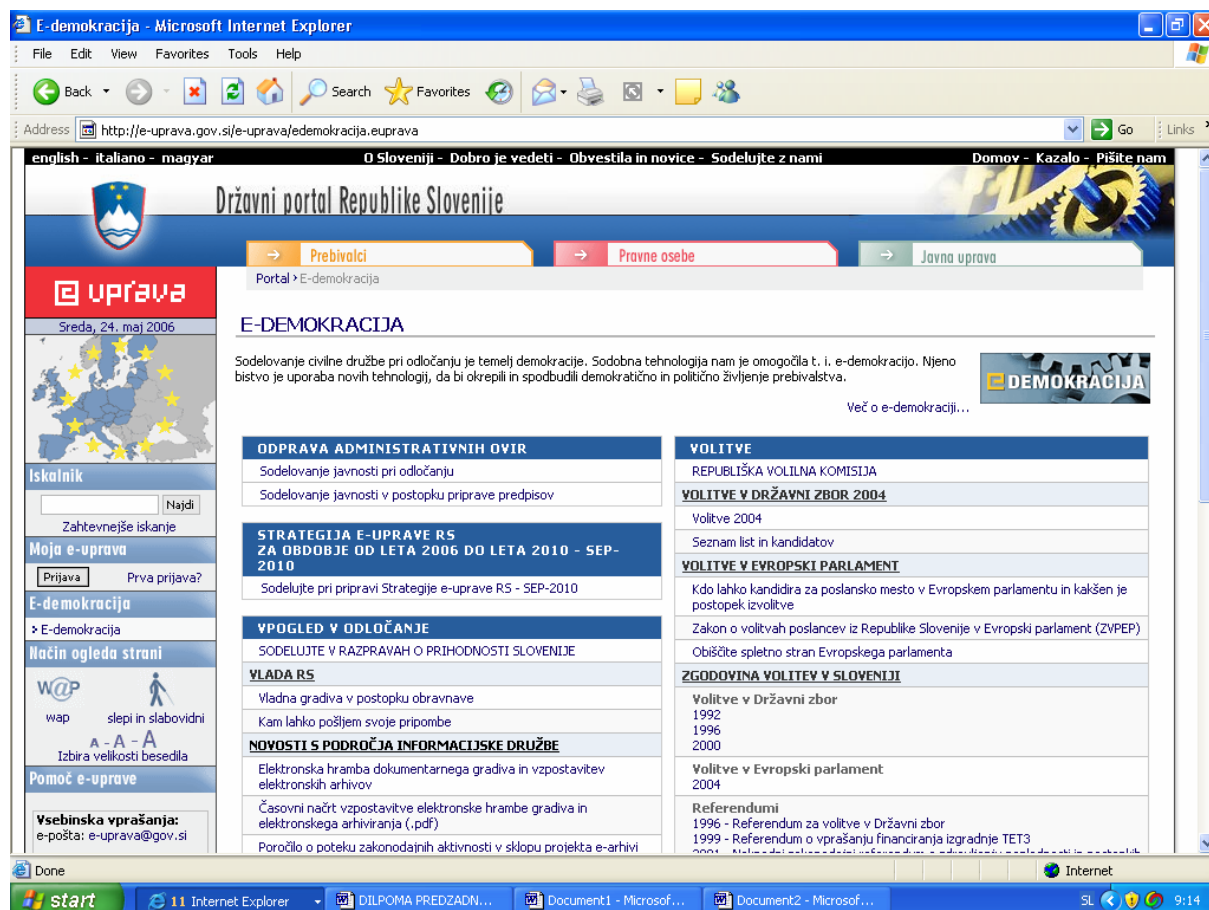 E-demokracija - Microsoft Internet Explorer
File Edit View Favorites Tools Help
Back Search Favorites
Address http://e-uprava.gov.si/e-uprava/edemokracija.euprava Go Links
english - italiano - magyar O Sloveniji - Dobro je vedeti - Obvestila in novice - Sodelujte z nami Domov - Kazalo - Pišite nam
Državni portal Republike Slovenije
Prebivalci Pravne osebe Javna uprava
Portal > E-demokracija
e uprava
Sreda, 24. maj 2006
Iskalnik
Najdi
Zahtevnejše iskanje
Moja e-uprava
Prijava Prva prijava?
E-demokracija
> E-demokracija
Način ogleda strani
W@P
wap slepi in slabovidni
A - A - A
Izbira velikosti besedila
Pomoč e-uprave
Vsebinska vprašanja:
e-pošta: e-uprava@gov.si
E-DEMOKRACIJA
Sodelovanje civilne družbe pri odločanju je temelj demokracije. Sodobna tehnologija nam je omogočila t. i. e-demokracijo. Njeno
bistvo je uporaba novih tehnologij, da bi okrepili in spodbudili demokratično in politično življenje prebivalstva.
E DEMOKRACIJA
Več o e-demokraciji...
ODPRAVA ADMINISTRATIVNIH OVIR
Sodelovanje javnosti pri odločanju
Sodelovanje javnosti v postopku priprave predpisov
STRATEGIJA E-UPRAVE RS
ZA OBDOBJE OD LETA 2006 DO LETA 2010 - SEP-
2010
Sodelujte pri pripravi Strategije e-uprave RS - SEP-2010
VPOGLED V ODLOČANJE
SODELUJTE V RAZPRAVAH O PRIHODNOSTI SLOVENIJE
VLADA RS
Vladna gradiva v postopku obravnave
Kam lahko pošljem svoje pripombe
NOVOSTI S PODROČJA INFORMACIJSKE DRUŽBE
Elektronska hramba dokumentarnega gradiva in vzpostavitev
elektronskih arhivov
Časovni načrt vzpostavitve elektronske hrambe gradiva in
elektronskega arhiviranja (.pdf)
Poročilo o poteku zakonodajnih aktivnosti v sklopu projekta e-arhivi
VOLITVE
REPUBLIŠKA VOLILNA KOMISIJA
VOLITVE V DRŽAVNI ZBOR 2004
Volitve 2004
Seznam list in kandidatov
VOLITVE V EVROPSKI PARLAMENT
Kdo lahko kandidira za poslansko mesto v Evropskem parlamentu in kakšen je
postopek izvolitve
Zakon o volitvah poslancev iz Republike Slovenije v Evropski parlament (ZVPEP)
Obiščite spletno stran Evropskega parlamenta
ZGODOVINA VOLITEV V SLOVENIJI
Volitve v Državni zbor
1992
1996
2000
Volitve v Evropski parlament
2004
Referendumi
1996 - Referendum za volitve v Državni zbor
1999 - Referendum o vprašanju financiranja izgradnje TET3
Done Internet
start 11 Internet Explorer DILPOMA PREDZADN... Document1 - Microsof... Document2 - Microsof... SL 9:14